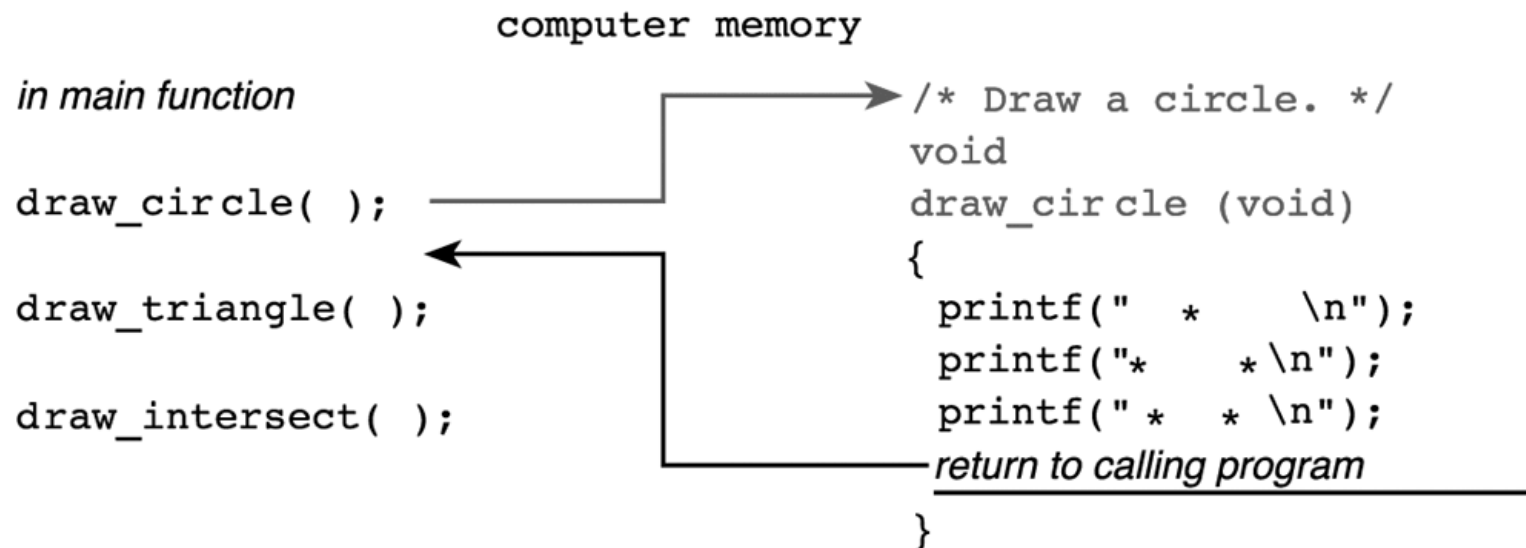 computer memory
in main function
draw_circle( );
draw_triangle( );
draw_intersect( );
/* Draw a circle. */
void
draw_circle (void)
{
printf("  *    \n");
printf("*    *\n");
printf(" *  * \n");
return to calling program
}